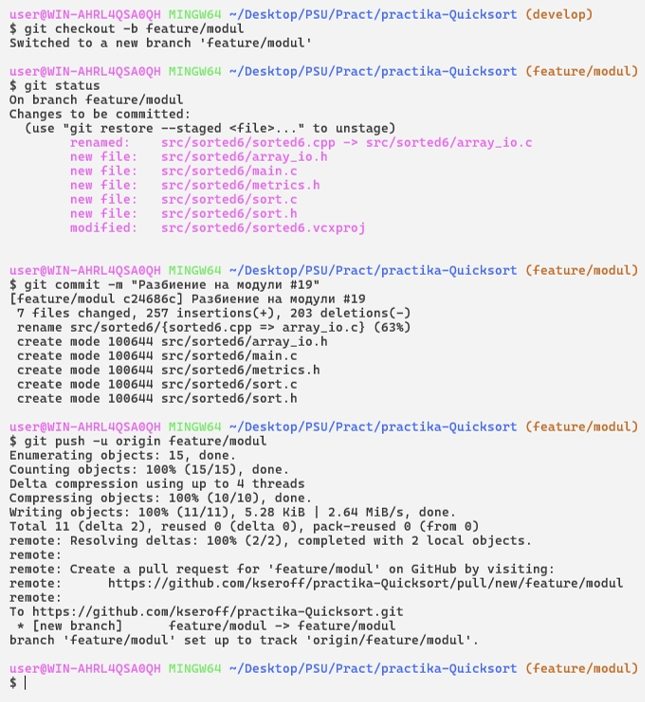 user@WIN-AHRL4QSA0QH MINGW64 ~/Desktop/PSU/Pract/practika-Quicksort (develop)
$ git checkout -b feature/modul
Switched to a new branch 'feature/modul'
user@WIN-AHRL4QSA0QH MINGW64 ~/Desktop/PSU/Pract/practika-Quicksort (feature/modul)
$ git status
On branch feature/modul
Changes to be committed:
  (use "git restore --staged <file>..." to unstage)
        renamed:    src/sorted6/sorted6.cpp -> src/sorted6/array_io.c
        new file:   src/sorted6/array_io.h
        new file:   src/sorted6/main.c
        new file:   src/sorted6/metrics.h
        new file:   src/sorted6/sort.c
        new file:   src/sorted6/sort.h
        modified:   src/sorted6/sorted6.vcxproj
user@WIN-AHRL4QSA0QH MINGW64 ~/Desktop/PSU/Pract/practika-Quicksort (feature/modul)
$ git commit -m "Разбиение на модули #19"
[feature/modul c24686c] Разбиение на модули #19
 7 files changed, 257 insertions(+), 203 deletions(-)
 rename src/sorted6/{sorted6.cpp => array_io.c} (63%)
 create mode 100644 src/sorted6/array_io.h
 create mode 100644 src/sorted6/main.c
 create mode 100644 src/sorted6/metrics.h
 create mode 100644 src/sorted6/sort.c
 create mode 100644 src/sorted6/sort.h
user@WIN-AHRL4QSA0QH MINGW64 ~/Desktop/PSU/Pract/practika-Quicksort (feature/modul)
$ git push -u origin feature/modul
Enumerating objects: 15, done.
Counting objects: 100% (15/15), done.
Delta compression using up to 4 threads
Compressing objects: 100% (10/10), done.
Writing objects: 100% (11/11), 5.28 KiB | 2.64 MiB/s, done.
Total 11 (delta 2), reused 0 (delta 0), pack-reused 0 (from 0)
remote: Resolving deltas: 100% (2/2), completed with 2 local objects.
remote:
remote: Create a pull request for 'feature/modul' on GitHub by visiting:
remote:      https://github.com/kseroff/practika-Quicksort/pull/new/feature/modul
remote:
To https://github.com/kseroff/practika-Quicksort.git
 * [new branch]      feature/modul -> feature/modul
branch 'feature/modul' set up to track 'origin/feature/modul'.
user@WIN-AHRL4QSA0QH MINGW64 ~/Desktop/PSU/Pract/practika-Quicksort (feature/modul)
$